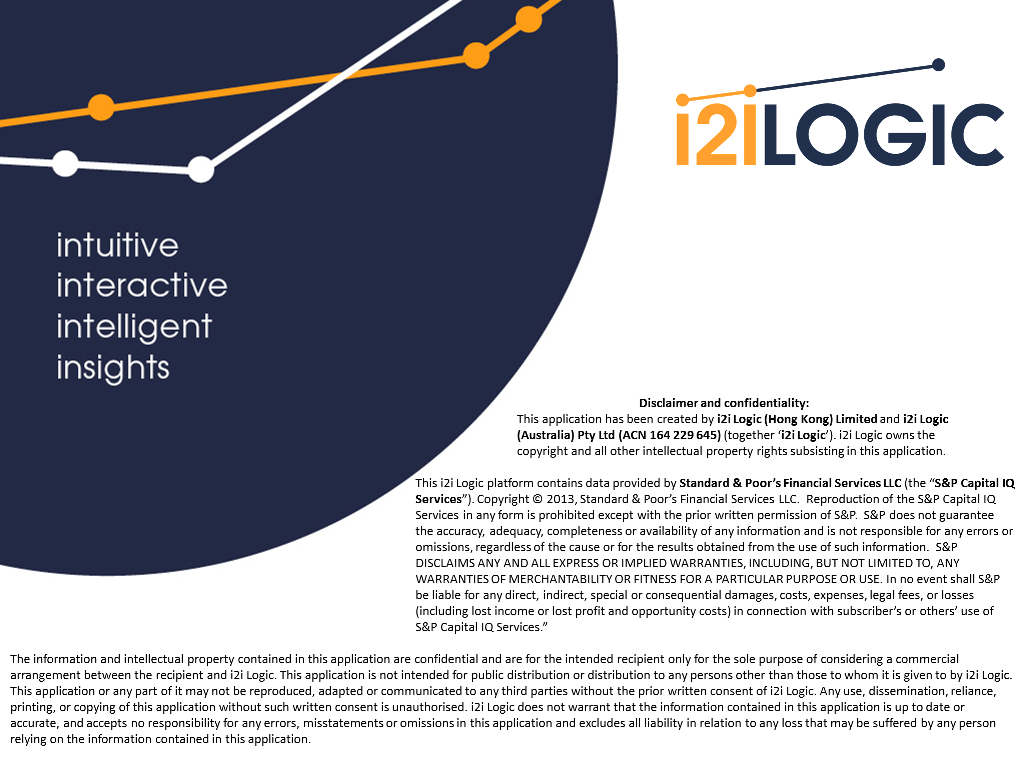 i2iLOGIC
intuitive
interactive
intelligent
insights
Disclaimer and confidentiality:
This application has been created by i2i Logic (Hong Kong) Limited and i2i Logic
(Australia) Pty Ltd (ACN 164 229 645) (together ‘i2i Logic’). i2i Logic owns the
copyright and all other intellectual property rights subsisting in this application.
This i2i Logic platform contains data provided by Standard & Poor’s Financial Services LLC (the “S&P Capital IQ
Services”). Copyright © 2013, Standard & Poor’s Financial Services LLC.  Reproduction of the S&P Capital IQ
Services in any form is prohibited except with the prior written permission of S&P.  S&P does not guarantee
the accuracy, adequacy, completeness or availability of any information and is not responsible for any errors or
omissions, regardless of the cause or for the results obtained from the use of such information.  S&P
DISCLAIMS ANY AND ALL EXPRESS OR IMPLIED WARRANTIES, INCLUDING, BUT NOT LIMITED TO, ANY
WARRANTIES OF MERCHANTABILITY OR FITNESS FOR A PARTICULAR PURPOSE OR USE. In no event shall S&P
be liable for any direct, indirect, special or consequential damages, costs, expenses, legal fees, or losses
(including lost income or lost profit and opportunity costs) in connection with subscriber’s or others’ use of
S&P Capital IQ Services.”
The information and intellectual property contained in this application are confidential and are for the intended recipient only for the sole purpose of considering a commercial
arrangement between the recipient and i2i Logic. This application is not intended for public distribution or distribution to any persons other than those to whom it is given to by i2i Logic.
This application or any part of it may not be reproduced, adapted or communicated to any third parties without the prior written consent of i2i Logic. Any use, dissemination, reliance,
printing, or copying of this application without such written consent is unauthorised. i2i Logic does not warrant that the information contained in this application is up to date or
accurate, and accepts no responsibility for any errors, misstatements or omissions in this application and excludes all liability in relation to any loss that may be suffered by any person
relying on the information contained in this application.